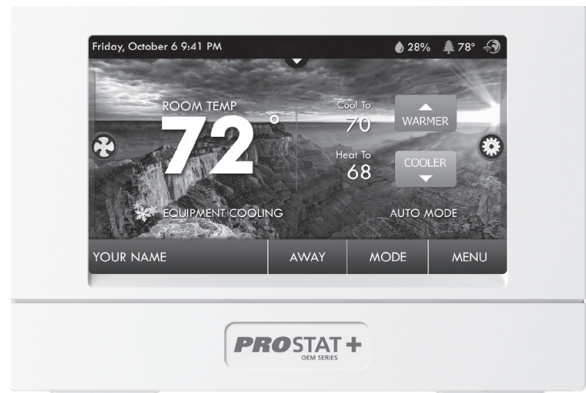 Friday, October 6 9:41 PM 28% 78°
ROOM TEMP
72°
Cool To
70
WARMER
Heat To
68
COOLER
EQUIPMENT COOLING
AUTO MODE
YOUR NAME AWAY MODE MENU
PROSTAT+
OEM SERIES